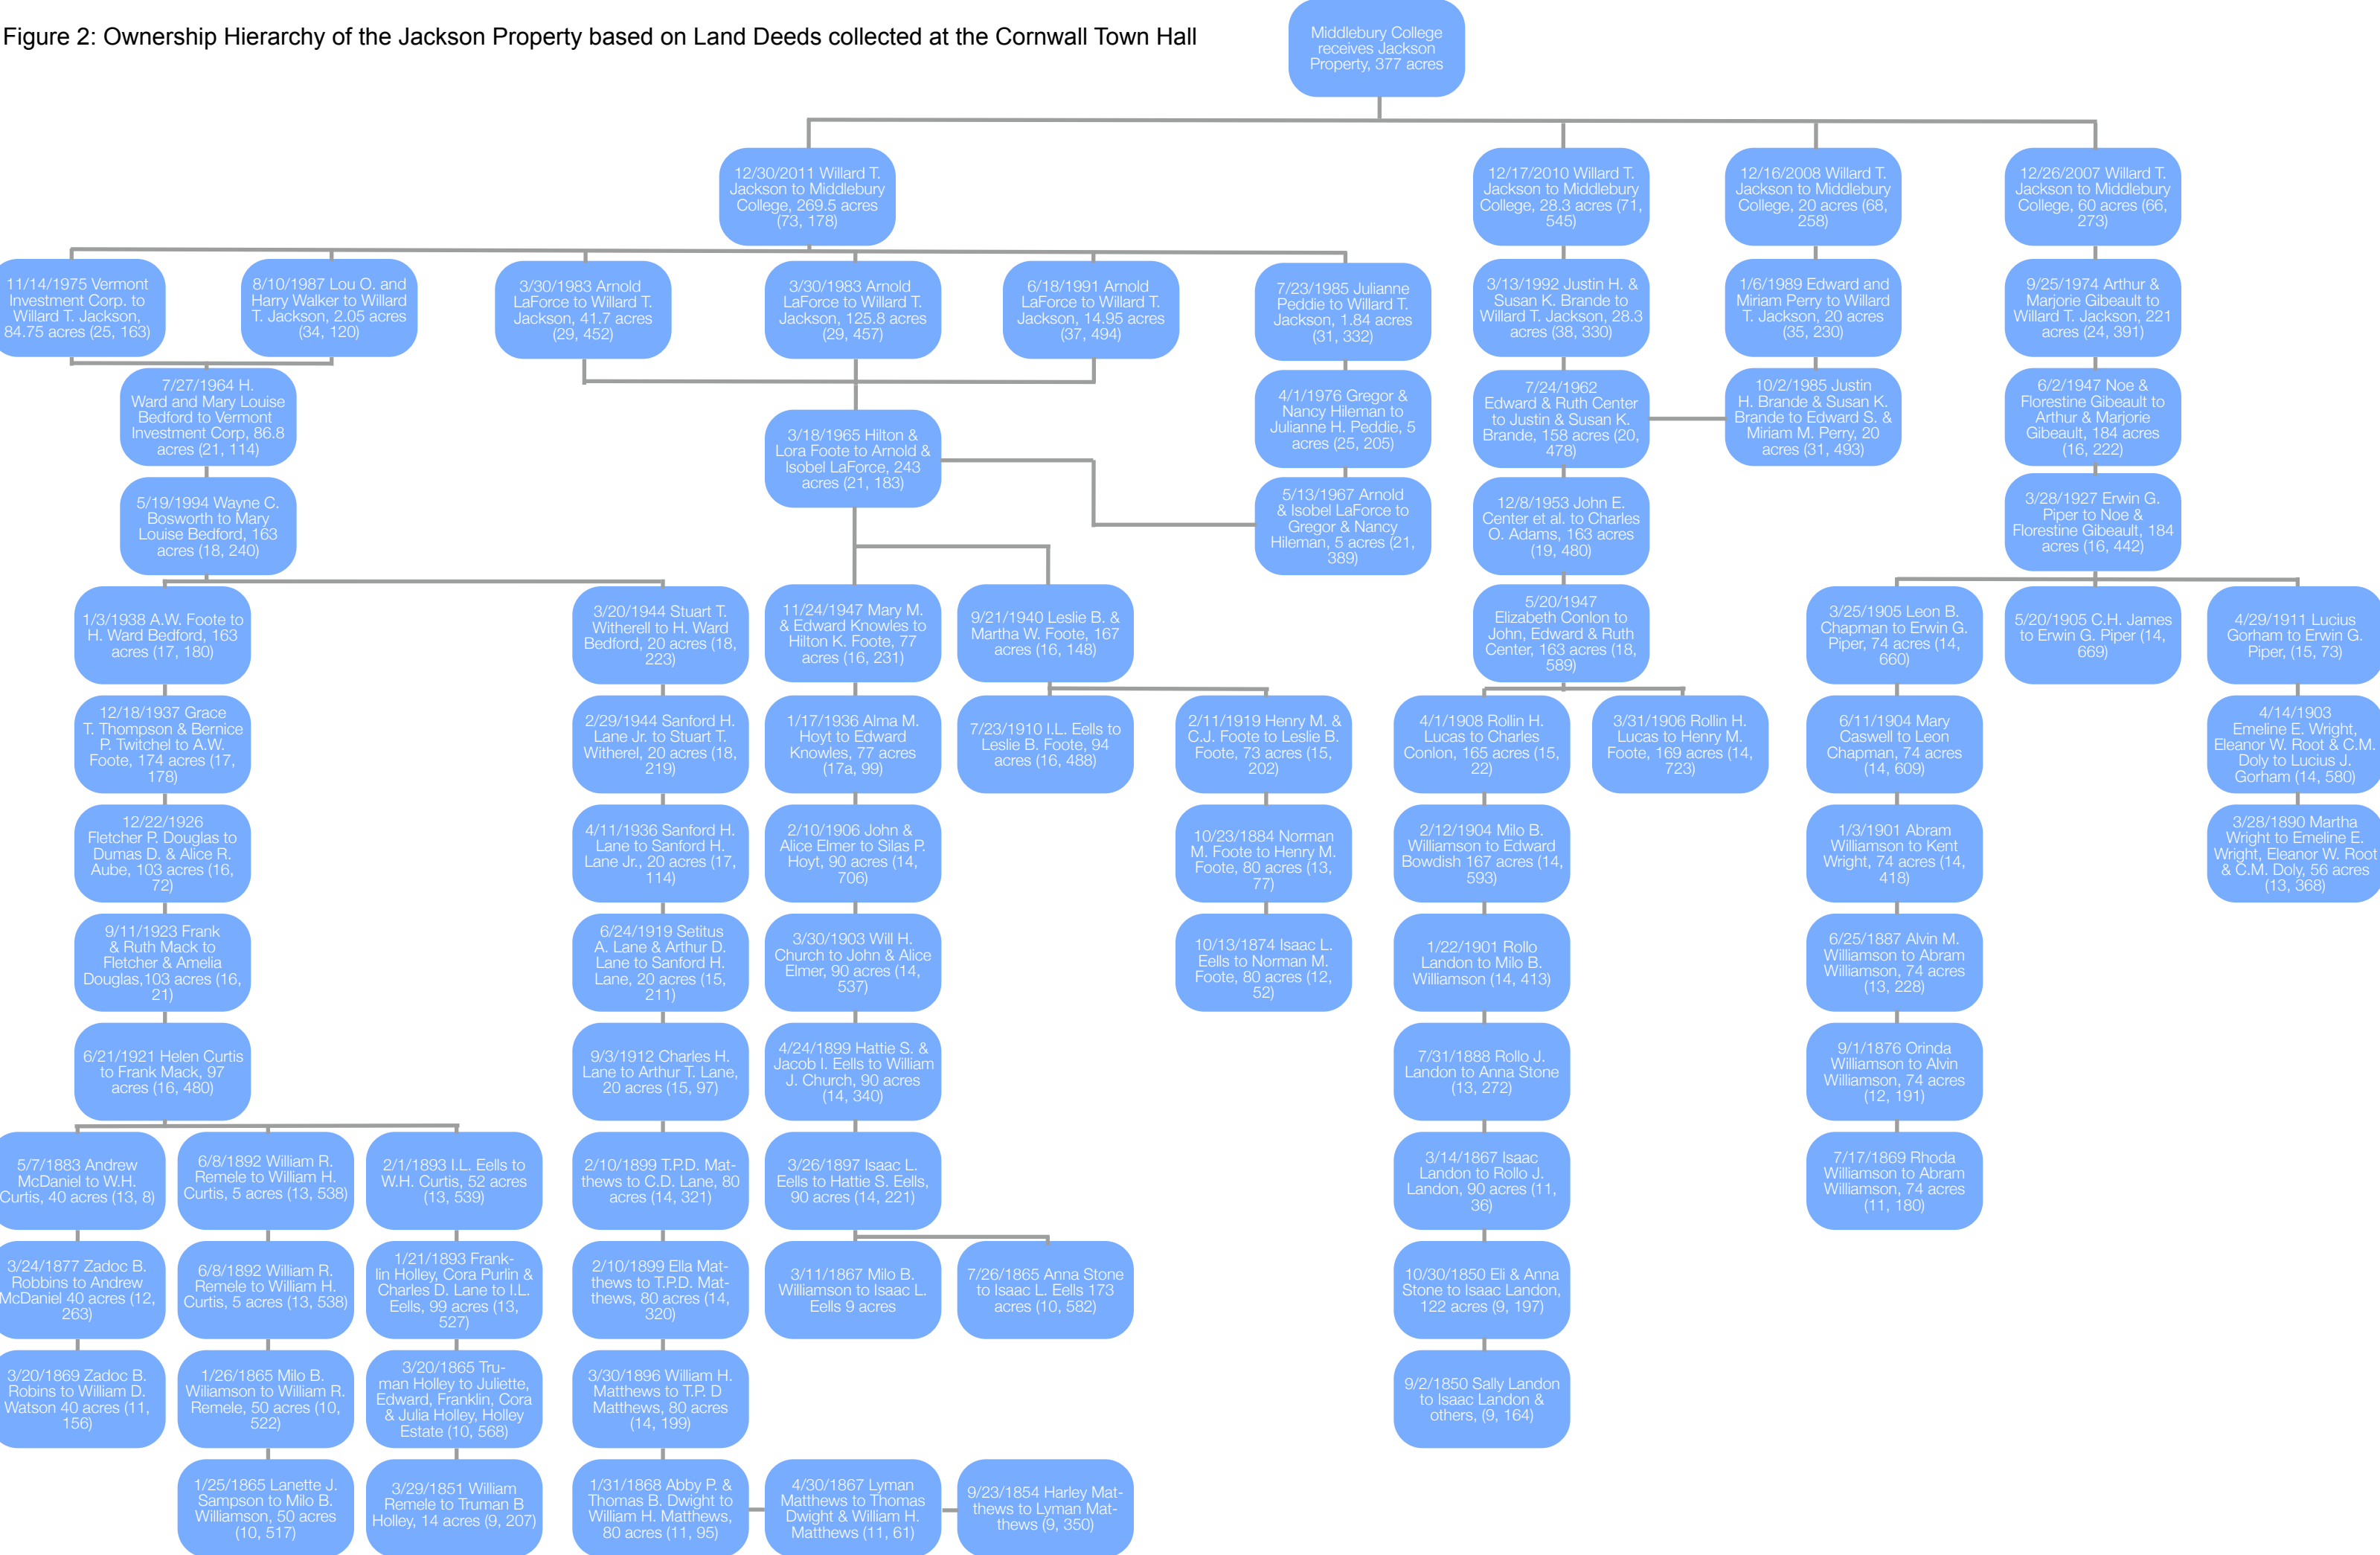 Figure 2: Ownership Hierarchy of the Jackson Property based on Land Deeds collected at the Cornwall Town Hall
Middlebury College
receives Jackson
Property, 377 acres
12/30/2011 Willard T.
Jackson to Middlebury
College, 269.5 acres
(73, 178)
12/17/2010 Willard T.
Jackson to Middlebury
College, 28.3 acres (71,
545)
12/16/2008 Willard T.
Jackson to Middlebury
College, 20 acres (68,
258)
12/26/2007 Willard T.
Jackson to Middlebury
College, 60 acres (66,
273)
11/14/1975 Vermont
Investment Corp. to
Willard T. Jackson,
84.75 acres (25, 163)
8/10/1987 Lou O. and
Harry Walker to Willard
T. Jackson, 2.05 acres
(34, 120)
3/30/1983 Arnold
LaForce to Willard T.
Jackson, 41.7 acres
(29, 452)
3/30/1983 Arnold
LaForce to Willard T.
Jackson, 125.8 acres
(29, 457)
6/18/1991 Arnold
LaForce to Willard T.
Jackson, 14.95 acres
(37, 494)
7/23/1985 Julianne
Peddie to Willard T.
Jackson, 1.84 acres
(31, 332)
3/13/1992 Justin H. &
Susan K. Brande to
Willard T. Jackson, 28.3
acres (38, 330)
1/6/1989 Edward and
Miriam Perry to Willard
T. Jackson, 20 acres
(35, 230)
9/25/1974 Arthur &
Marjorie Gibeault to
Willard T. Jackson, 221
acres (24, 391)
7/27/1964 H.
Ward and Mary Louise
Bedford to Vermont
Investment Corp, 86.8
acres (21, 114)
3/18/1965 Hilton &
Lora Foote to Arnold &
Isobel LaForce, 243
acres (21, 183)
4/1/1976 Gregor &
Nancy Hileman to
Julianne H. Peddie, 5
acres (25, 205)
7/24/1962
Edward & Ruth Center
to Justin & Susan K.
Brande, 158 acres (20,
478)
10/2/1985 Justin
H. Brande & Susan K.
Brande to Edward S. &
Miriam M. Perry, 20
acres (31, 493)
6/2/1947 Noe &
Florestine Gibeault to
Arthur & Marjorie
Gibeault, 184 acres
(16, 222)
5/19/1994 Wayne C.
Bosworth to Mary
Louise Bedford, 163
acres (18, 240)
5/13/1967 Arnold
& Isobel LaForce to
Gregor & Nancy
Hileman, 5 acres (21,
389)
12/8/1953 John E.
Center et al. to Charles
O. Adams, 163 acres
(19, 480)
3/28/1927 Erwin G.
Piper to Noe &
Florestine Gibeault, 184
acres (16, 442)
1/3/1938 A.W. Foote to
H. Ward Bedford, 163
acres (17, 180)
3/20/1944 Stuart T.
Witherell to H. Ward
Bedford, 20 acres (18,
223)
11/24/1947 Mary M.
& Edward Knowles to
Hilton K. Foote, 77
acres (16, 231)
9/21/1940 Leslie B. &
Martha W. Foote, 167
acres (16, 148)
5/20/1947
Elizabeth Conlon to
John, Edward & Ruth
Center, 163 acres (18,
589)
3/25/1905 Leon B.
Chapman to Erwin G.
Piper, 74 acres (14,
660)
5/20/1905 C.H. James
to Erwin G. Piper (14,
669)
4/29/1911 Lucius
Gorham to Erwin G.
Piper, (15, 73)
12/18/1937 Grace
T. Thompson & Bernice
P. Twitchel to A.W.
Foote, 174 acres (17,
178)
2/29/1944 Sanford H.
Lane Jr. to Stuart T.
Witherel, 20 acres (18,
219)
1/17/1936 Alma M.
Hoyt to Edward
Knowles, 77 acres
(17a, 99)
7/23/1910 I.L. Eells to
Leslie B. Foote, 94
acres (16, 488)
2/11/1919 Henry M. &
C.J. Foote to Leslie B.
Foote, 73 acres (15,
202)
4/1/1908 Rollin H.
Lucas to Charles
Conlon, 165 acres (15,
22)
3/31/1906 Rollin H.
Lucas to Henry M.
Foote, 169 acres (14,
723)
6/11/1904 Mary
Caswell to Leon
Chapman, 74 acres
(14, 609)
4/14/1903
Emeline E. Wright,
Eleanor W. Root & C.M.
Doly to Lucius J.
Gorham (14, 580)
12/22/1926
Fletcher P. Douglas to
Dumas D. & Alice R.
Aube, 103 acres (16,
72)
4/11/1936 Sanford H.
Lane to Sanford H.
Lane Jr., 20 acres (17,
114)
2/10/1906 John &
Alice Elmer to Silas P.
Hoyt, 90 acres (14,
706)
10/23/1884 Norman
M. Foote to Henry M.
Foote, 80 acres (13,
77)
2/12/1904 Milo B.
Williamson to Edward
Bowdish 167 acres (14,
593)
1/3/1901 Abram
Williamson to Kent
Wright, 74 acres (14,
418)
3/28/1890 Martha
Wright to Emeline E.
Wright, Eleanor W. Root
& C.M. Doly, 56 acres
(13, 368)
9/11/1923 Frank
& Ruth Mack to
Fletcher & Amelia
Douglas,103 acres (16,
21)
6/24/1919 Setitus
A. Lane & Arthur D.
Lane to Sanford H.
Lane, 20 acres (15,
211)
3/30/1903 Will H.
Church to John & Alice
Elmer, 90 acres (14,
537)
10/13/1874 Isaac L.
Eells to Norman M.
Foote, 80 acres (12,
52)
1/22/1901 Rollo
Landon to Milo B.
Williamson (14, 413)
6/25/1887 Alvin M.
Williamson to Abram
Williamson, 74 acres
(13, 228)
6/21/1921 Helen Curtis
to Frank Mack, 97
acres (16, 480)
9/3/1912 Charles H.
Lane to Arthur T. Lane,
20 acres (15, 97)
4/24/1899 Hattie S. &
Jacob I. Eells to William
J. Church, 90 acres
(14, 340)
7/31/1888 Rollo J.
Landon to Anna Stone
(13, 272)
9/1/1876 Orinda
Williamson to Alvin
Williamson, 74 acres
(12, 191)
5/7/1883 Andrew
McDaniel to W.H.
Curtis, 40 acres (13, 8)
6/8/1892 William R.
Remele to William H.
Curtis, 5 acres (13, 538)
2/1/1893 I.L. Eells to
W.H. Curtis, 52 acres
(13, 539)
2/10/1899 T.P.D. Mat-
thews to C.D. Lane, 80
acres (14, 321)
3/26/1897 Isaac L.
Eells to Hattie S. Eells,
90 acres (14, 221)
3/14/1867 Isaac
Landon to Rollo J.
Landon, 90 acres (11,
36)
7/17/1869 Rhoda
Williamson to Abram
Williamson, 74 acres
(11, 180)
3/24/1877 Zadoc B.
Robbins to Andrew
McDaniel 40 acres (12,
263)
6/8/1892 William R.
Remele to William H.
Curtis, 5 acres (13, 538)
1/21/1893 Frank-
lin Holley, Cora Purlin &
Charles D. Lane to I.L.
Eells, 99 acres (13,
527)
2/10/1899 Ella Mat-
thews to T.P.D. Mat-
thews, 80 acres (14,
320)
3/11/1867 Milo B.
Williamson to Isaac L.
Eells 9 acres
7/26/1865 Anna Stone
to Isaac L. Eells 173
acres (10, 582)
10/30/1850 Eli & Anna
Stone to Isaac Landon,
122 acres (9, 197)
3/20/1869 Zadoc B.
Robins to William D.
Watson 40 acres (11,
156)
1/26/1865 Milo B.
Wiliamson to William R.
Remele, 50 acres (10,
522)
3/20/1865 Tru-
man Holley to Juliette,
Edward, Franklin, Cora
& Julia Holley, Holley
Estate (10, 568)
3/30/1896 William H.
Matthews to T.P. D
Matthews, 80 acres
(14, 199)
9/2/1850 Sally Landon
to Isaac Landon &
others, (9, 164)
1/25/1865 Lanette J.
Sampson to Milo B.
Williamson, 50 acres
(10, 517)
3/29/1851 William
Remele to Truman B
Holley, 14 acres (9, 207)
1/31/1868 Abby P. &
Thomas B. Dwight to
William H. Matthews,
80 acres (11, 95)
4/30/1867 Lyman
Matthews to Thomas
Dwight & William H.
Matthews (11, 61)
9/23/1854 Harley Mat-
thews to Lyman Mat-
thews (9, 350)